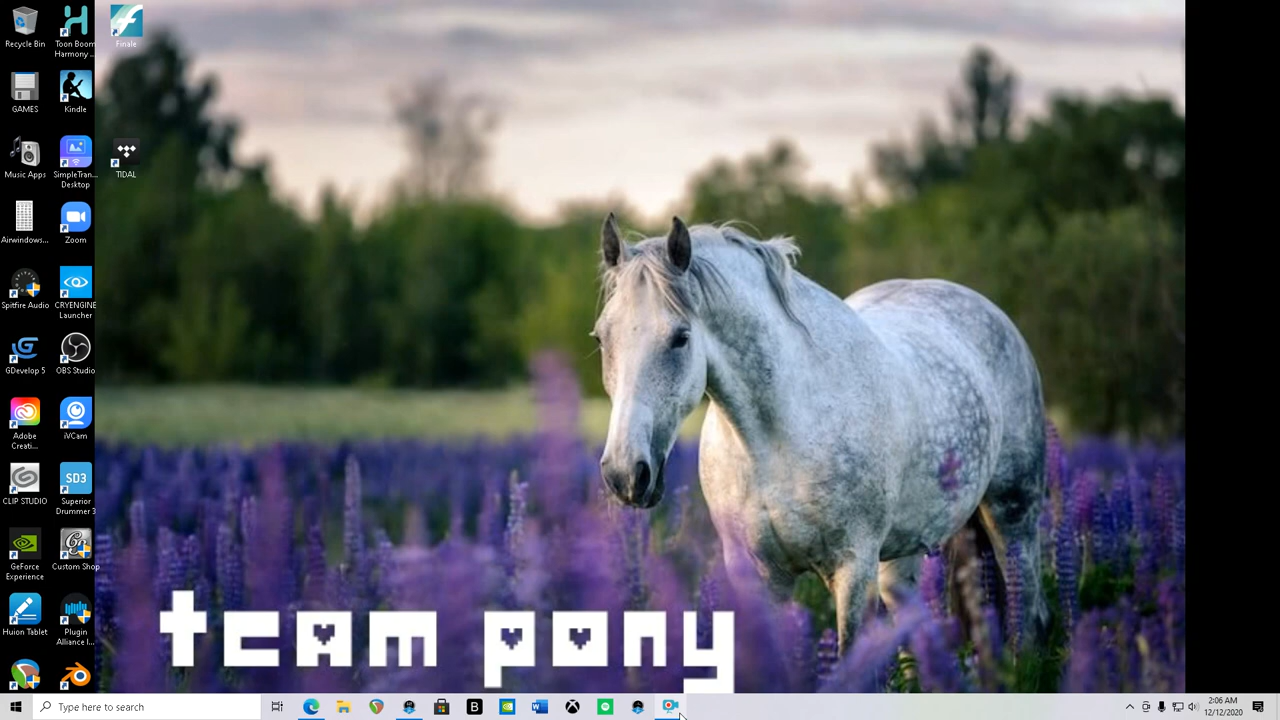 Recycle Bin
Toon Boom
Harmony ...
Finale
GAMES
Kindle
Music Apps
SimpleTran...
Desktop
TIDAL
Airwindows...
Zoom
Spitfire Audio
CRYENGINE
Launcher
GDevelop 5
OBS Studio
Adobe
Creati...
iVCam
CLIP STUDIO
SD3
Superior
Drummer 3
GeForce
Experience
Custom Shop
Huion Tablet
Plugin
Alliance I...
team pony
Type here to search
B
2:06 AM
12/12/2020